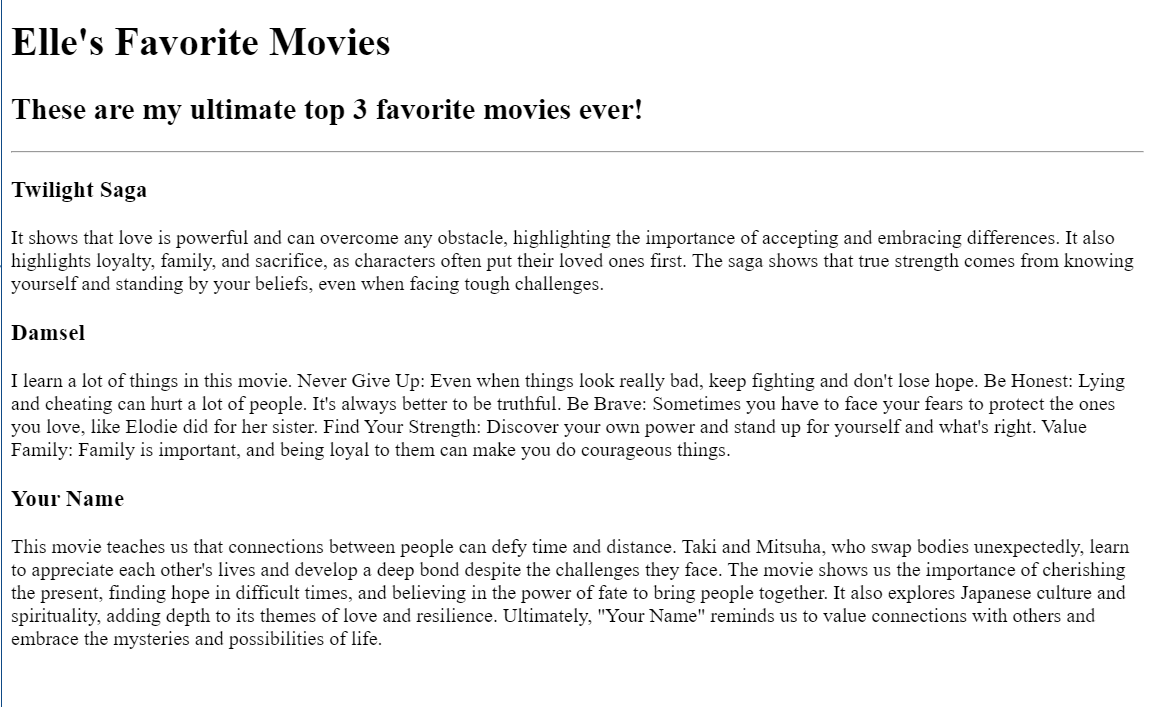 Elle's Favorite Movies
These are my ultimate top 3 favorite movies ever!
Twilight Saga
It shows that love is powerful and can overcome any obstacle, highlighting the importance of accepting and embracing differences. It also
highlights loyalty, family, and sacrifice, as characters often put their loved ones first. The saga shows that true strength comes from knowing
yourself and standing by your beliefs, even when facing tough challenges.
Damsel
I learn a lot of things in this movie. Never Give Up: Even when things look really bad, keep fighting and don't lose hope. Be Honest: Lying
and cheating can hurt a lot of people. It's always better to be truthful. Be Brave: Sometimes you have to face your fears to protect the ones
you love, like Elodie did for her sister. Find Your Strength: Discover your own power and stand up for yourself and what's right. Value
Family: Family is important, and being loyal to them can make you do courageous things.
Your Name
This movie teaches us that connections between people can defy time and distance. Taki and Mitsuha, who swap bodies unexpectedly, learn
to appreciate each other's lives and develop a deep bond despite the challenges they face. The movie shows us the importance of cherishing
the present, finding hope in difficult times, and believing in the power of fate to bring people together. It also explores Japanese culture and
spirituality, adding depth to its themes of love and resilience. Ultimately, "Your Name" reminds us to value connections with others and
embrace the mysteries and possibilities of life.